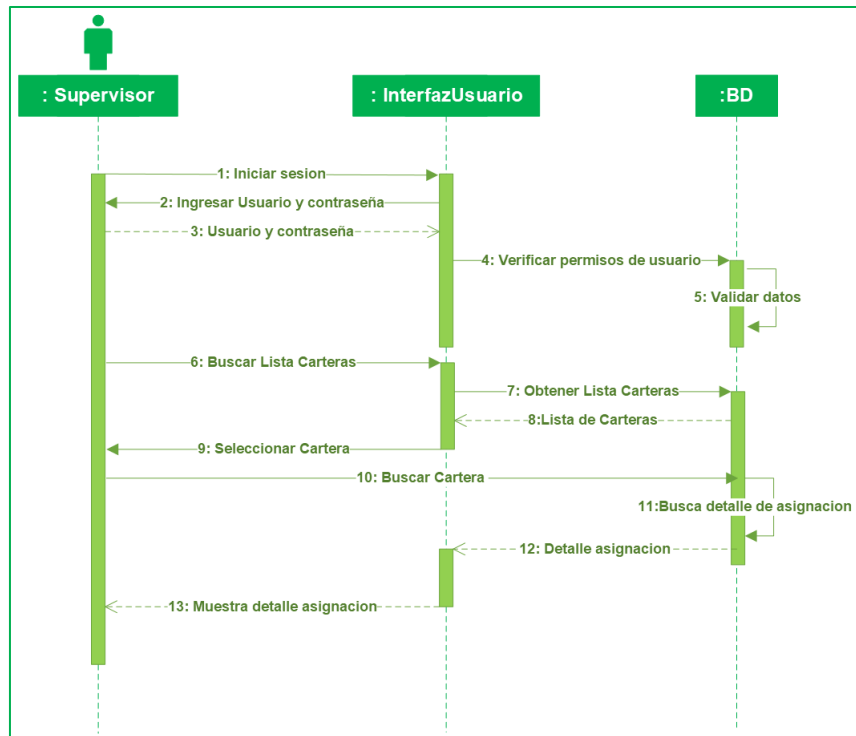 : Supervisor
: InterfazUsuario
:BD
1: Iniciar sesion
2: Ingresar Usuario y contraseña
3: Usuario y contraseña
4: Verificar permisos de usuario
5: Validar datos
6: Buscar Lista Carteras
7: Obtener Lista Carteras
8:Lista de Carteras
9: Seleccionar Cartera
10: Buscar Cartera
11:Busca detalle de asignacion
12: Detalle asignacion
13: Muestra detalle asignacion